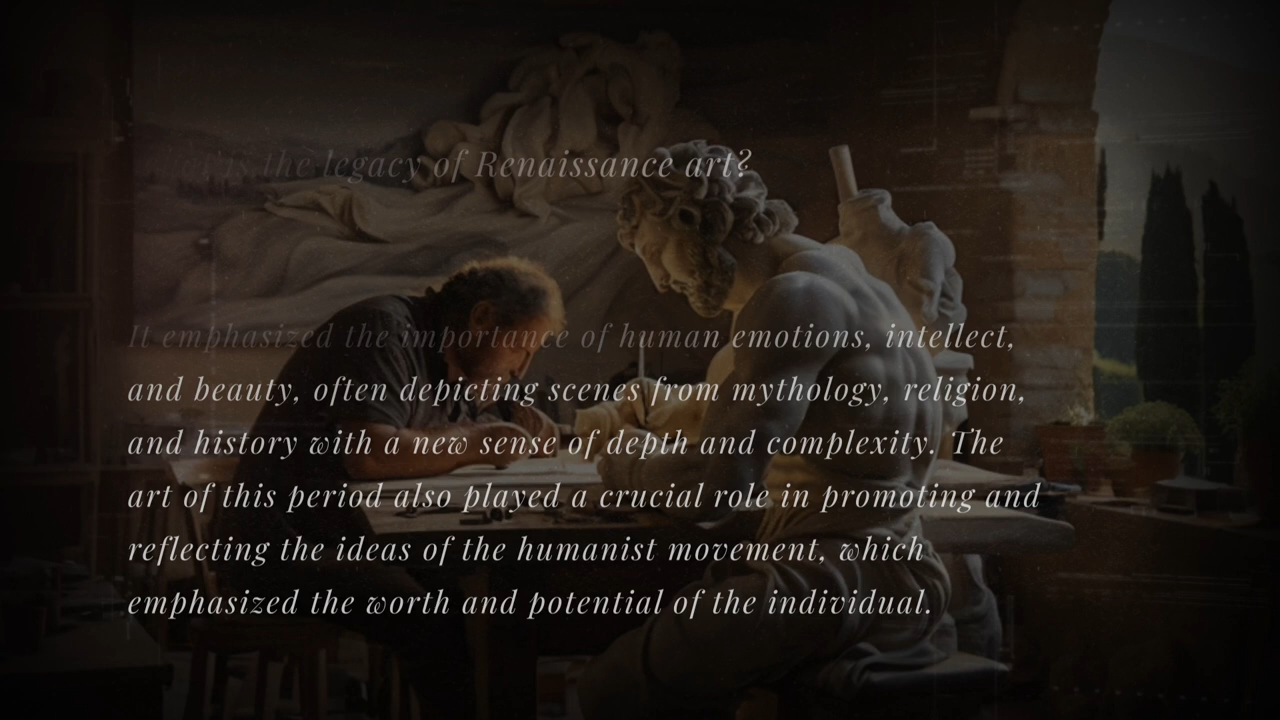 is the legacy of Renaissance art?
It emphasized the importance of human emotions, intellect,
and beauty, often depicting scenes from mythology, religion,
and history with a new sense of depth and complexity. The
art of this period also played a crucial role in promoting and
reflecting the ideas of the humanist movement, which
emphasized the worth and potential of the individual.